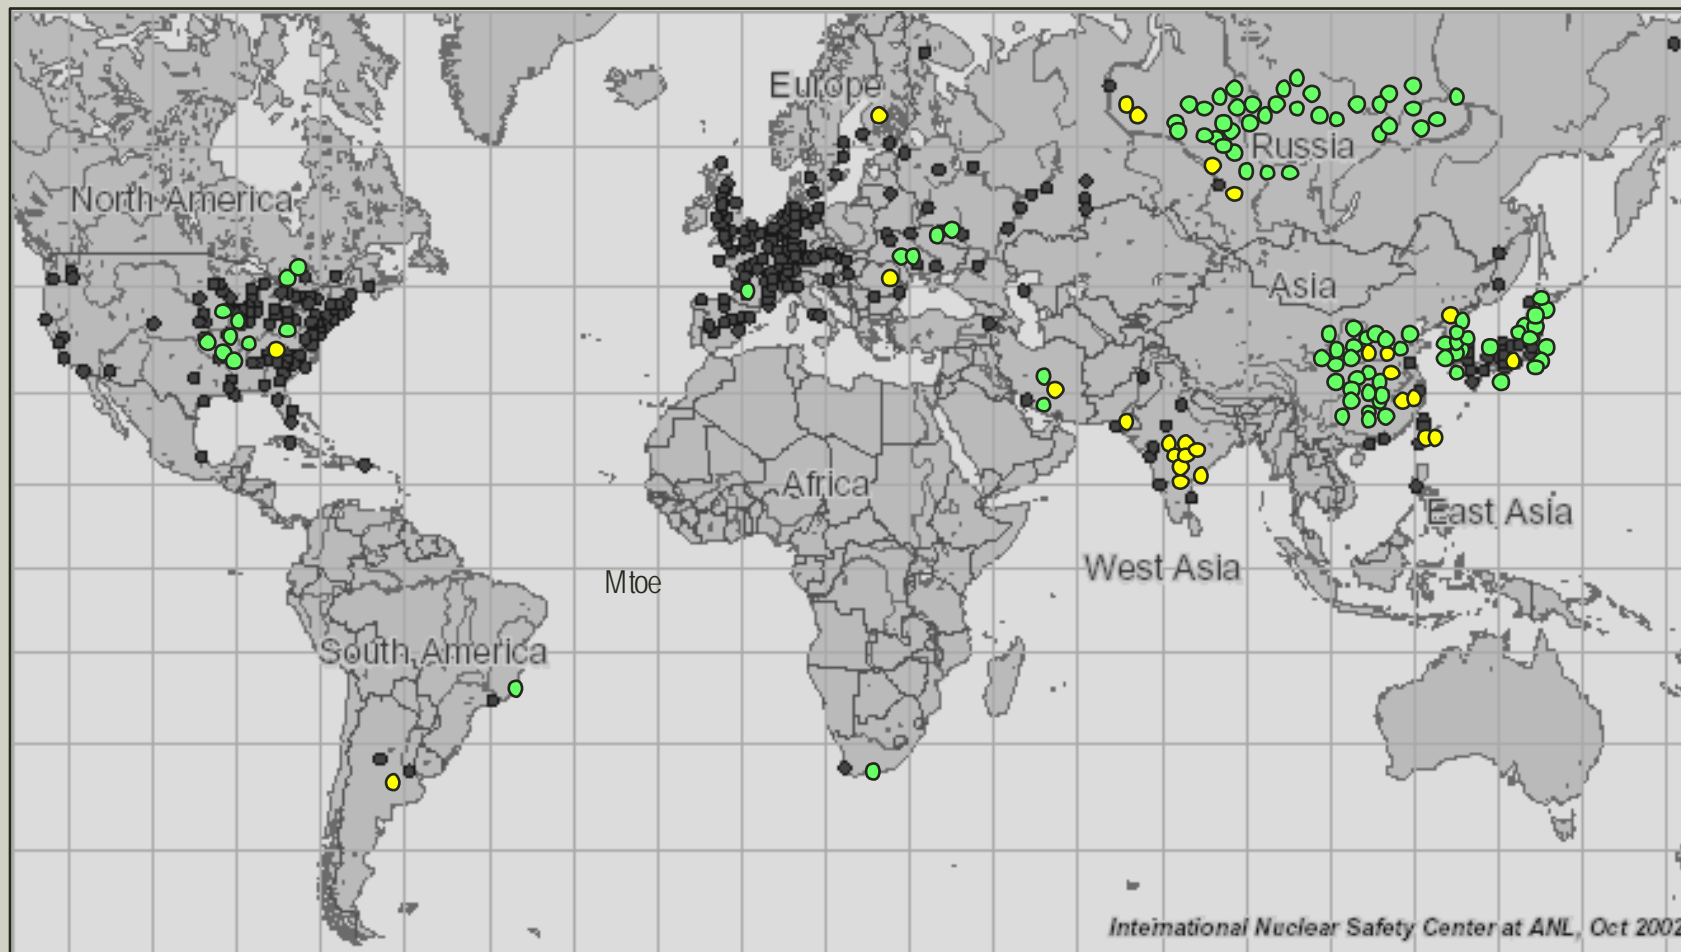 Europe
Russia
North America
Asia
Africa
East Asia
West Asia
Mtoe
South America
International Nuclear Safety Center at ANL, Oct 2002